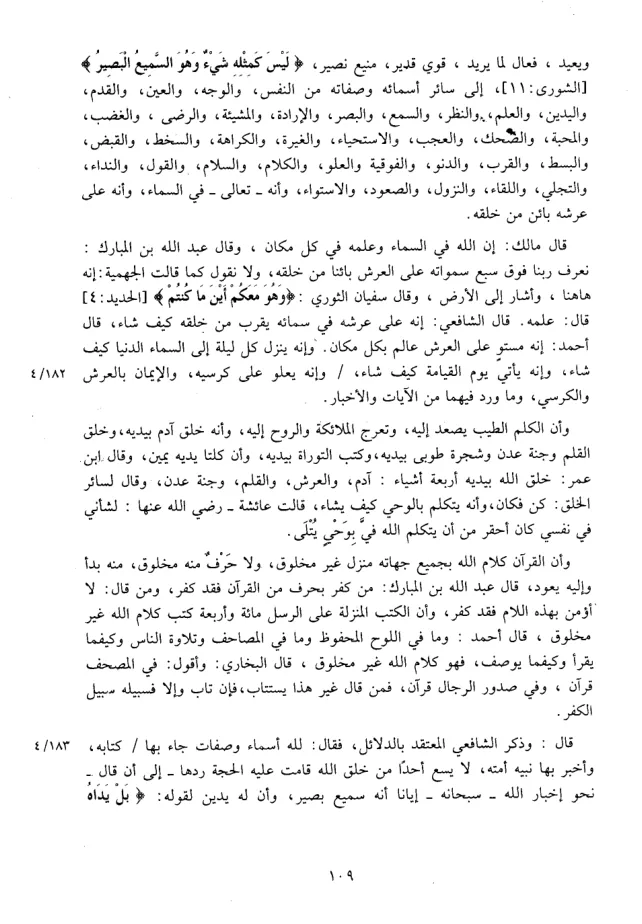 ويعيد ، فعال لما يريد ، قوي قدير، منيع نصير، ﴿ لَيْسَ كَمِثْلِهِ شَيْءٌ وَهُوَ السَّمِيعُ الْبَصِيرُ ﴾
[الشورى: ١١]، إلى سائر أسمائه وصفاته من النفس، والوجه، والعين، والقدم،
واليدين، والعلم، والنظر، والسمع، والبصر، والإرادة، والمشيئة، والرضى ، والغضب،
والمحبة، والضحك، والعجب، والاستحياء، والغيرة، والكراهة، والسخط، والقبض،
والبسط، والقرب، والدنو، والفوقية والعلو، والكلام، والسلام، والقول، والنداء،
والتجلي، واللقاء، والنزول، والصعود، والاستواء، وأنه ـ تعالى ـ في السماء، وأنه على
عرشه بائن من خلقه.
قال مالك: إن الله في السماء وعلمه في كل مكان ، وقال عبد الله بن المبارك :
نعرف ربنا فوق سبع سمواته على العرش بائنا من خلقه، ولا نقول كما قالت الجهمية: إنه
هاهنا ، وأشار إلى الأرض ، وقال سفيان الثوري : ﴿وَهُوَ مَعَكُمْ أَيْنَ مَا كُنتُمْ﴾ [الحديد: ٤]
قال: علمه. قال الشافعي: إنه على عرشه في سمائه يقرب من خلقه كيف شاء، قال
أحمد: إنه مستو على العرش عالم بكل مكان. وإنه ينزل كل ليلة إلى السماء الدنيا كيف
شاء، وإنه يأتي يوم القيامة كيف شاء، / وإنه يعلو على كرسيه، والإيمان بالعرش ٤/١٨٢
والكرسي، وما ورد فيهما من الآيات والأخبار.
وأن الكلم الطيب يصعد إليه، وتعرج الملائكة والروح إليه، وأنه خلق آدم بيديه، وخلق
القلم وجنة عدن وشجرة طوبى بيديه، وكتب التوراة بيديه، وأن كلتا يديه يمين، وقال ابن
عمر: خلق الله بيديه أربعة أشياء : آدم، والعرش، والقلم، وجنة عدن، وقال لسائر
الخلق: كن فكان، وأنه يتكلم بالوحي كيف يشاء، قالت عائشة ـ رضي الله عنها : لشأني
في نفسي كان أحقر من أن يتكلم الله فيَّ بوَحْيٍ يُتْلَى.
وأن القرآن كلام الله بجميع جهاته منزل غير مخلوق، ولا حَرْفٌ منه مخلوق، منه بدأ
وإليه يعود، قال عبد الله بن المبارك: من كفر بحرف من القرآن فقد كفر، ومن قال: لا
أؤمن بهذه اللام فقد كفر، وأن الكتب المنزلة على الرسل مائة وأربعة كتب كلام الله غير
مخلوق ، قال أحمد : وما في اللوح المحفوظ وما في المصاحف وتلاوة الناس وكيفما
يقرأ وكيفما يوصف، فهو كلام الله غير مخلوق ، قال البخاري: وأقول: في المصحف
قرآن ، وفي صدور الرجال قرآن، فمن قال غير هذا يستتاب، فإن تاب وإلا فسبيله سبيل
الكفر.
قال : وذكر الشافعي المعتقد بالدلائل، فقال: لله أسماء وصفات جاء بها / كتابه، ٤/١٨٣
وأخبر بها نبيه أمته، لا يسع أحدًا من خلق الله قامت عليه الحجة ردها ـ إلى أن قال ـ
نحو إخبار الله ـ سبحانه ـ إيانا أنه سميع بصير، وأن له يدين لقوله: ﴿ بَلْ يَدَاهُ
١٠٩